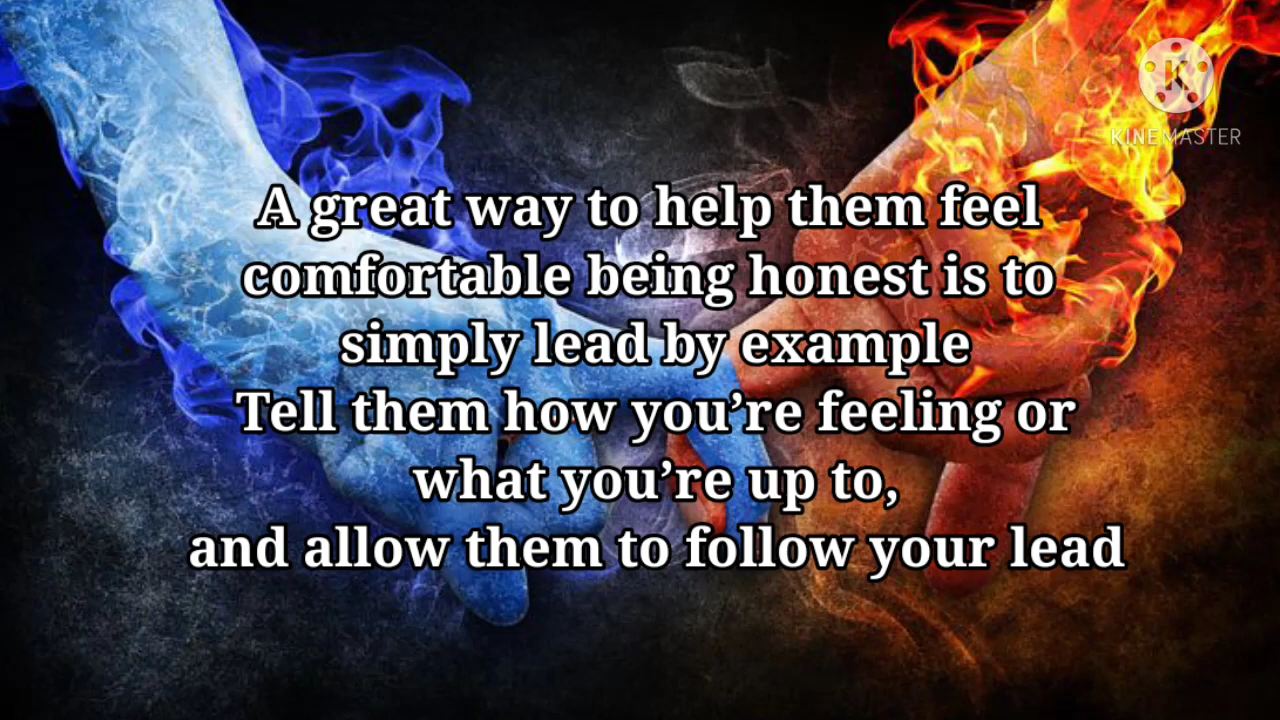 KINEMASTER
A great way to help them feel
comfortable being honest is to
simply lead by example
Tell them how you’re feeling or
what you’re up to,
and allow them to follow your lead